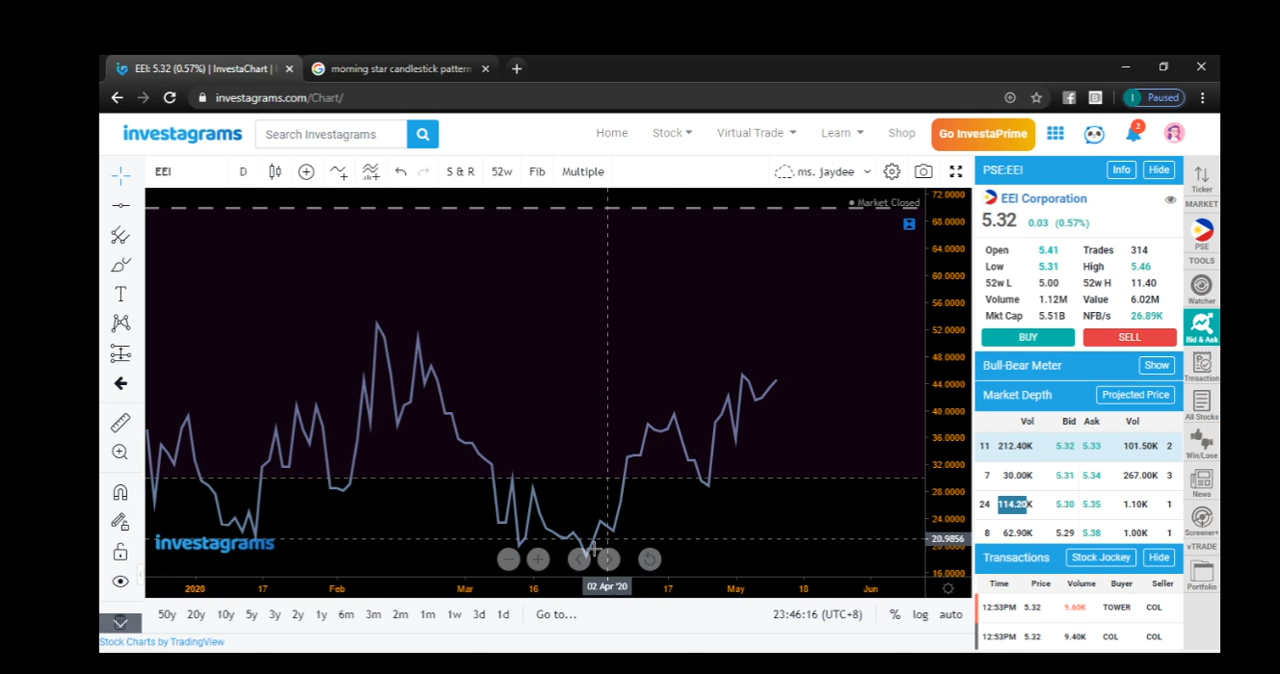 EEI: 5.32 (0.57%) | InvestaChart |
morning star candlestick pattern
investagrams.com/Chart/
Paused
investagrams
Search Investagrams
Home
Stock
Virtual Trade
Learn
Shop
Go InvestaPrime
2
EEI
D
S & R
52w
Fib
Multiple
ms. jaydee
Market Closed
72.0000
68.0000
64.0000
60.0000
56.0000
52.0000
48.0000
44.0000
40.0000
36.0000
32.0000
28.0000
24.0000
20.9856
16.0000
investagrams
2020
17
Feb
Mar
16
02 Apr '20
17
May
18
Jun
50y 20y 10y 5y 3y 2y 1y 6m 3m 2m 1m 1w 3d 1d Go to...
23:46:16 (UTC+8) % log auto
Stock Charts by TradingView
PSE:EEI Info Hide
EEI Corporation
5.32 0.03 (0.57%)
Open 5.41 Trades 314
Low 5.31 High 5.46
52w L 5.00 52w H 11.40
Volume 1.12M Value 6.02M
Mkt Cap 5.51B NFB/s 26.89K
BUY SELL
Bull-Bear Meter Show
Market Depth Projected Price
Vol Bid Ask Vol
11 212.40K 5.32 5.33 101.50K 2
7 30.00K 5.31 5.34 267.00K 3
24 114.20K 5.30 5.35 1.10K 1
8 62.90K 5.29 5.38 1.00K 1
Transactions Stock Jockey Hide
Time Price Volume Buyer Seller
12:53PM 5.32 9.60K TOWER COL
12:53PM 5.32 9.40K COL COL
Ticker
MARKET
PSE
TOOLS
Watcher
Bid & Ask
Trnsaction
All Stocks
Win/Lose
News
Screener+
vTRADE
Portfolio